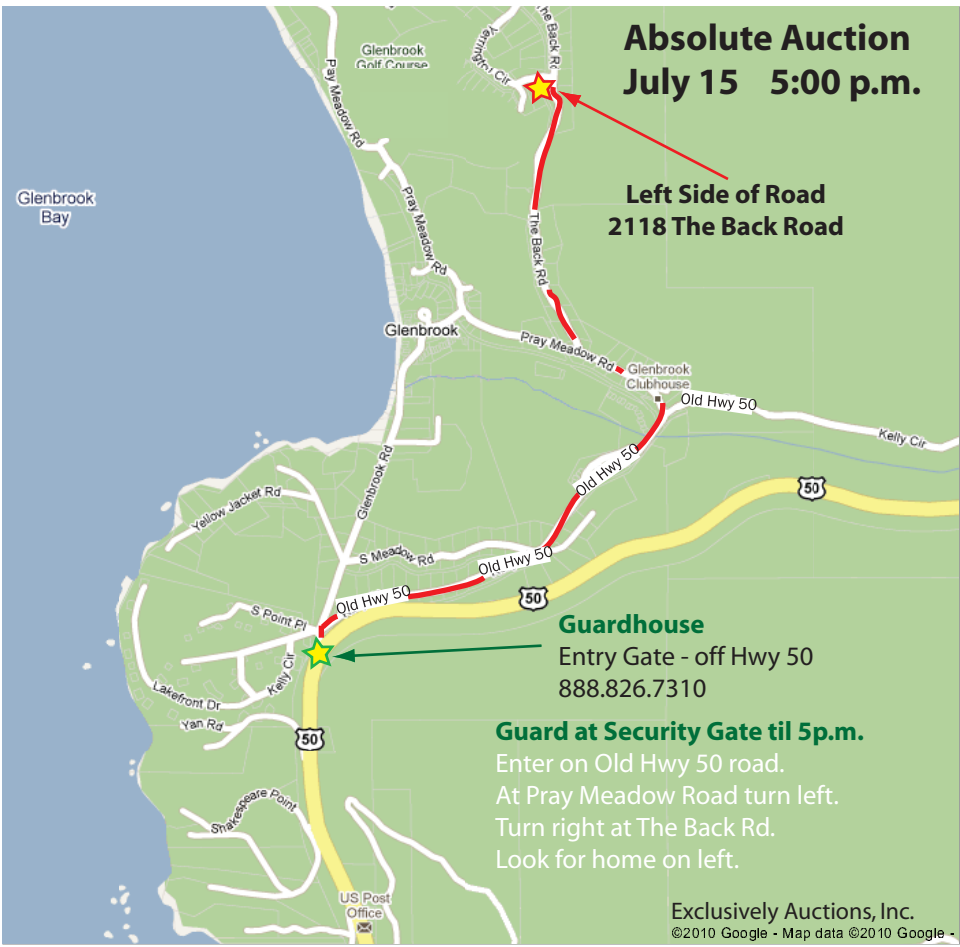 Absolute Auction
July 15 5:00 p.m.
Glenbrook
Golf Course
Yerrington Cir
The Back Rd
Pay Meadow Rd
Left Side of Road
2118 The Back Road
Glenbrook
Bay
Pray Meadow Rd
The Back Rd
Glenbrook
Pray Meadow Rd
Glenbrook
Clubhouse
Old Hwy 50
Kelly Cir
Old Hwy 50
Glenbrook Rd
Yellow Jacket Rd
50
S Meadow Rd
Old Hwy 50
Old Hwy 50
50
S Point Pl
Guardhouse
Entry Gate - off Hwy 50
888.826.7310
Kelly Cir
Lakefront Dr
Yan Rd
50
Guard at Security Gate til 5p.m.
Enter on Old Hwy 50 road.
At Pray Meadow Road turn left.
Turn right at The Back Rd.
Look for home on left.
Shakespeare Point
US Post
Office
Exclusively Auctions, Inc.
©2010 Google - Map data ©2010 Google -